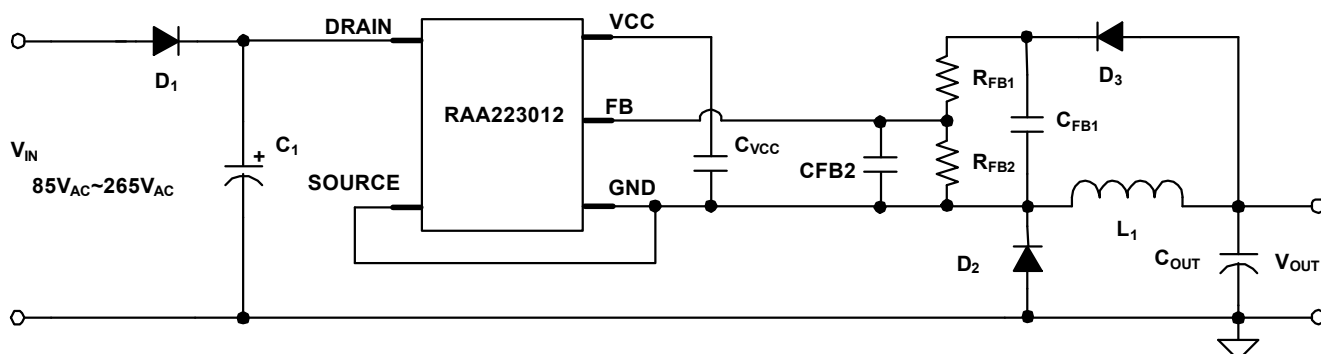 DRAIN
VCC
D1
RFB1
D3
RAA223012
FB
CFB1
VIN
C1
+
CVCC
CFB2
RFB2
85VAC~265VAC
SOURCE
GND
L1
D2
COUT
VOUT